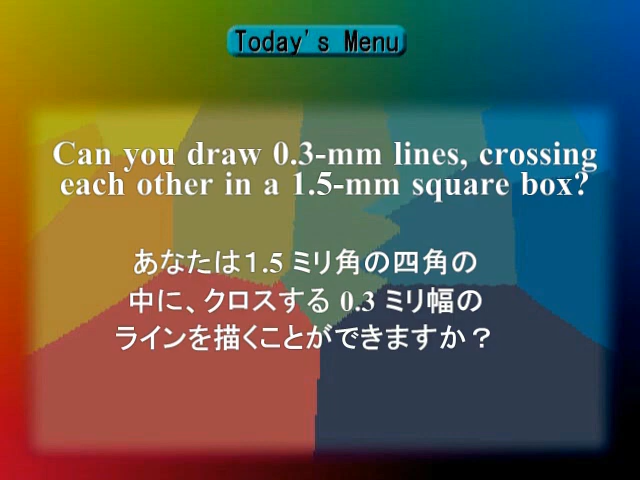 Today's Menu
Can you draw 0.3-mm lines, crossing
each other in a 1.5-mm square box?
あなたは１.5 ミリ角の四角の
中に、クロスする 0.3 ミリ幅の
ラインを描くことができますか？